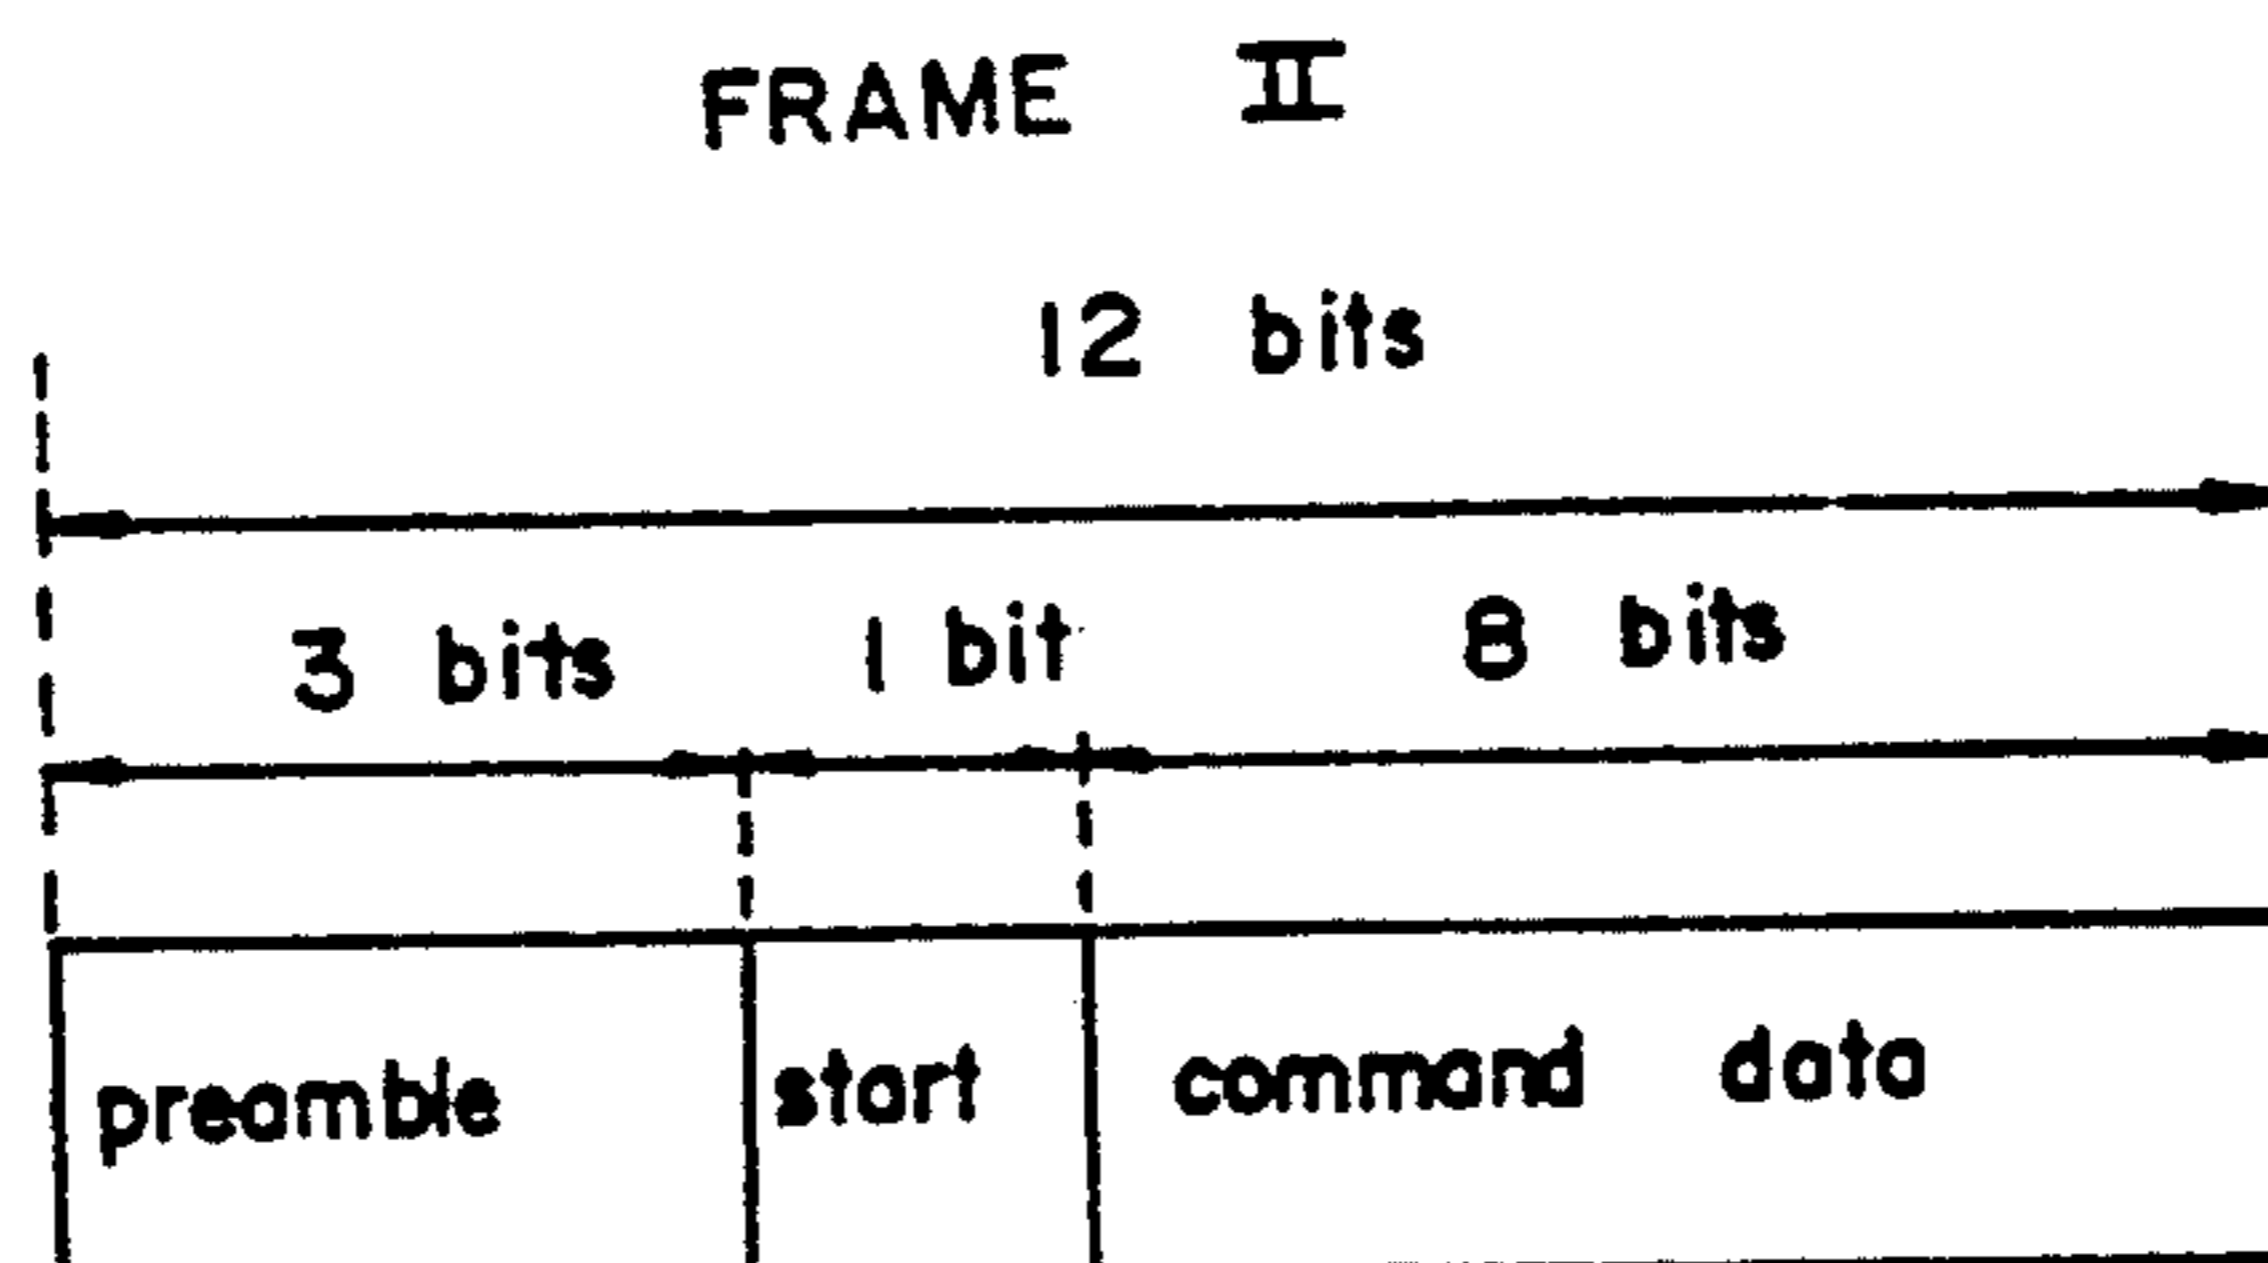 FRAME II
12 bits
3 bits 1 bit 8 bits
preamble start command data